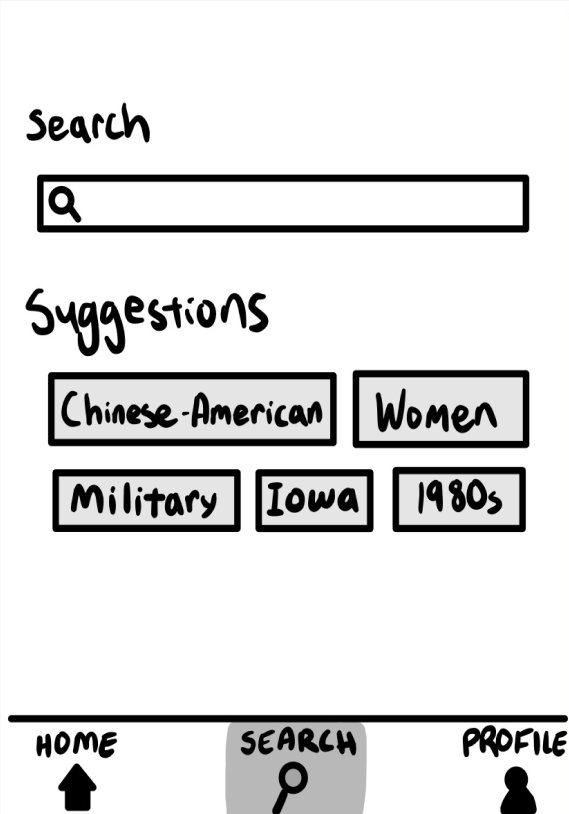 Search
Suggestions
Chinese-American Women
Military Iowa 1980s
HOME SEARCH PROFILE